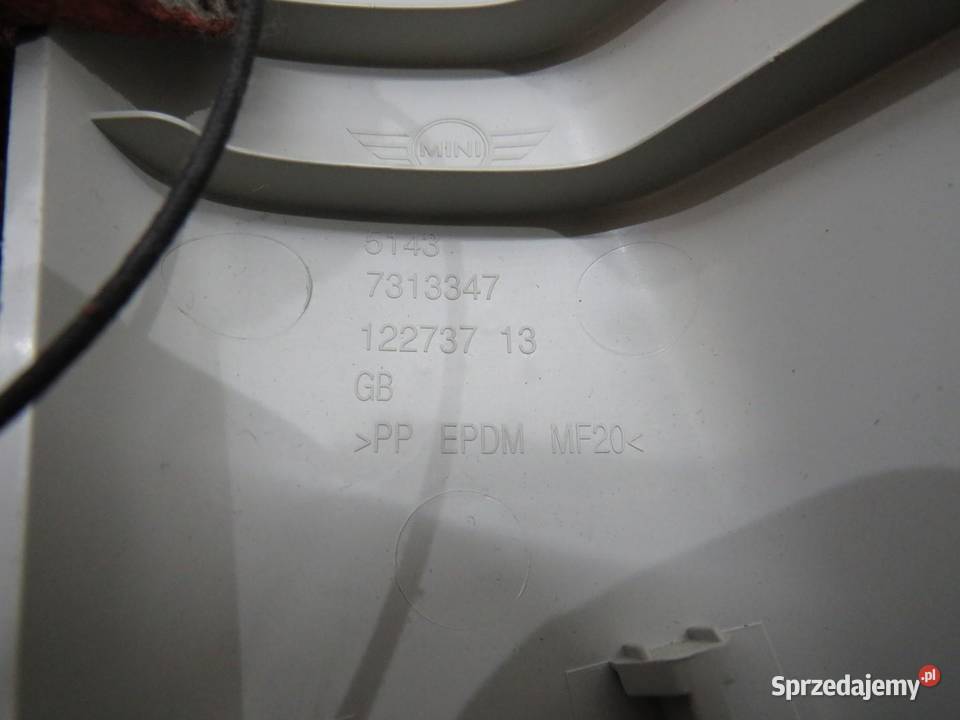 MINI
5143
7313347
122737 13
GB
>PP EPDM MF20<
Sprzedajemy.pl